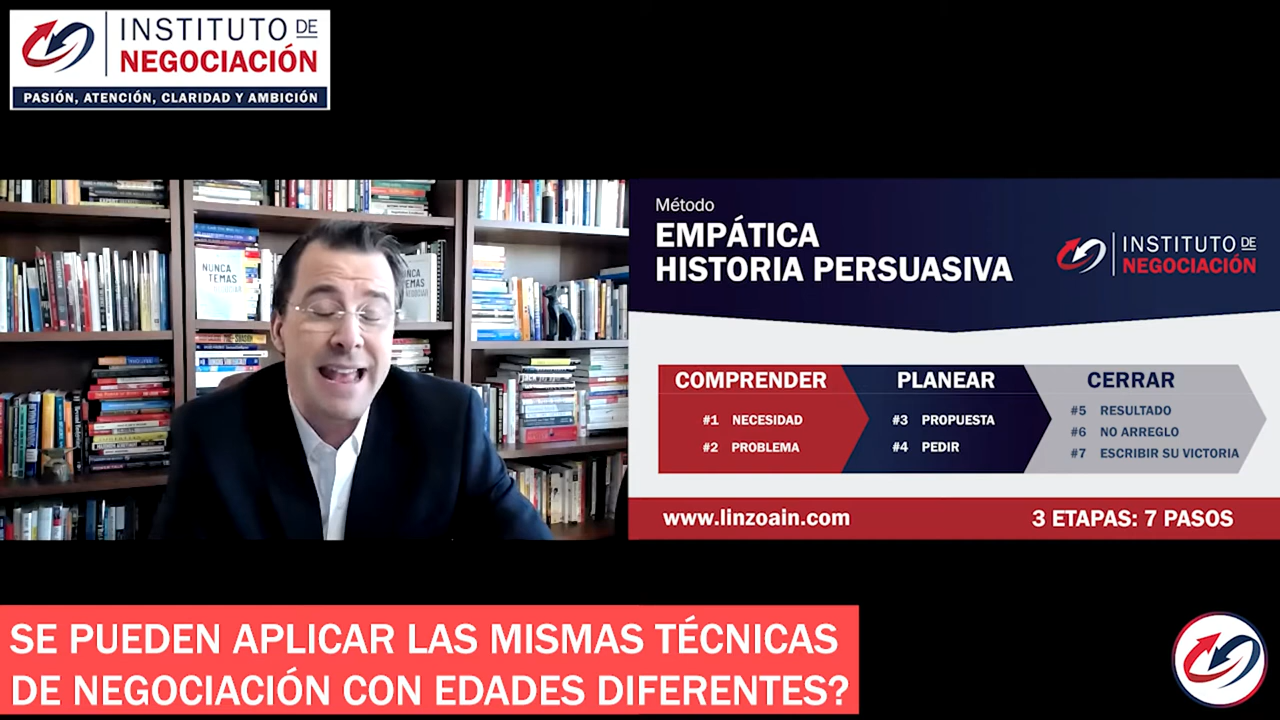 INSTITUTO DE
NEGOCIACIÓN
PASIÓN, ATENCIÓN, CLARIDAD Y AMBICIÓN
NUNCA
TEMAS
NEGOCIAR
Método
EMPÁTICA
HISTORIA PERSUASIVA
INSTITUTO DE
NEGOCIACIÓN
COMPRENDER
#1 NECESIDAD
#2 PROBLEMA
PLANEAR
#3 PROPUESTA
#4 PEDIR
CERRAR
#5 RESULTADO
#6 NO ARREGLO
#7 ESCRIBIR SU VICTORIA
www.linzoain.com
3 ETAPAS: 7 PASOS
SE PUEDEN APLICAR LAS MISMAS TÉCNICAS
DE NEGOCIACIÓN CON EDADES DIFERENTES?